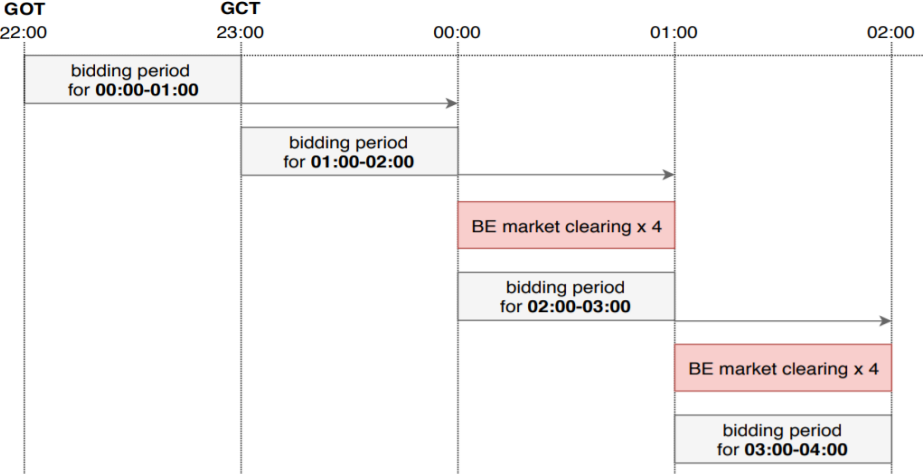 GOT GCT
22:00 23:00 00:00 01:00 02:00
bidding period
for 00:00-01:00
bidding period
for 01:00-02:00
BE market clearing x 4
bidding period
for 02:00-03:00
BE market clearing x 4
bidding period
for 03:00-04:00